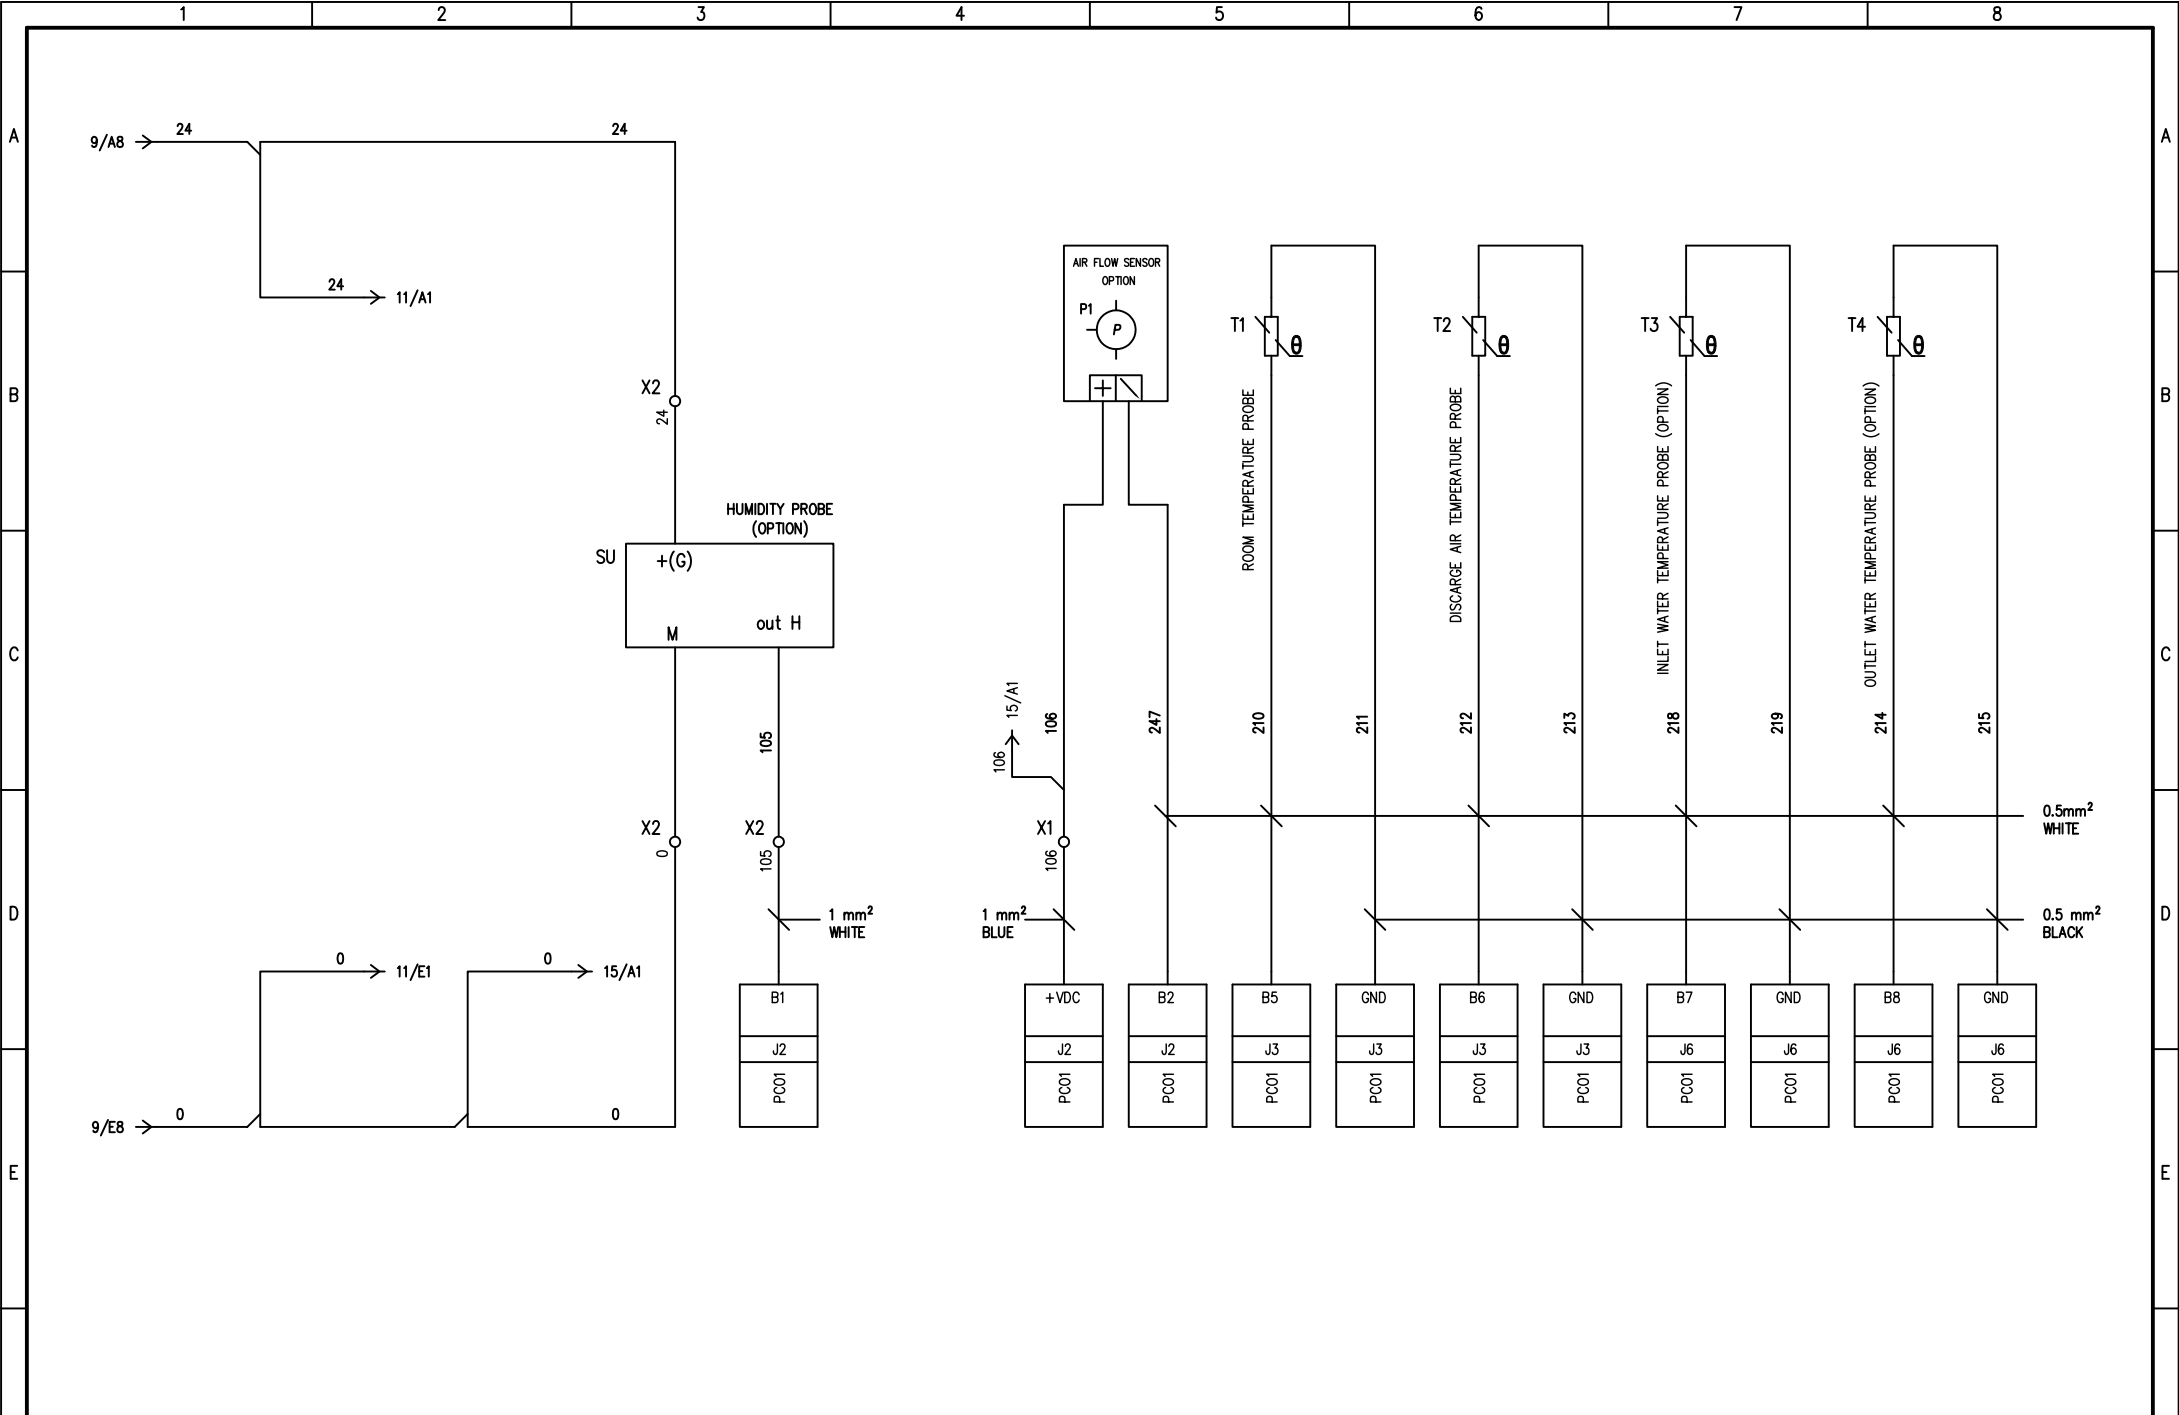 1 2 3 4 5 6 7 8
A A
9/A8 24 24
24 11/A1
AIR FLOW SENSOR
OPTION
P1
P
T1 θ
T2 θ
T3 θ
T4 θ
B B
X2
24
ROOM TEMPERATURE PROBE
DISCHARGE AIR TEMPERATURE PROBE
INLET WATER TEMPERATURE PROBE (OPTION)
OUTLET WATER TEMPERATURE PROBE (OPTION)
HUMIDITY PROBE
(OPTION)
SU +(G)
M out H
C C
105
106 15/A1
106 247 210 211 212 213 218 219 214 215
X2 0
X2 105
X1 106
0.5mm²
WHITE
1 mm²
WHITE
1 mm²
BLUE
0.5 mm²
BLACK
D D
0 11/E1
0 15/A1
B1 +VDC B2 B5 GND B6 GND B7 GND B8 GND
J2 J2 J2 J3 J3 J3 J3 J6 J6 J6 J6
PCO1 PCO1 PCO1 PCO1 PCO1 PCO1 PCO1 PCO1 PCO1 PCO1 PCO1
9/E8 0 0
E E